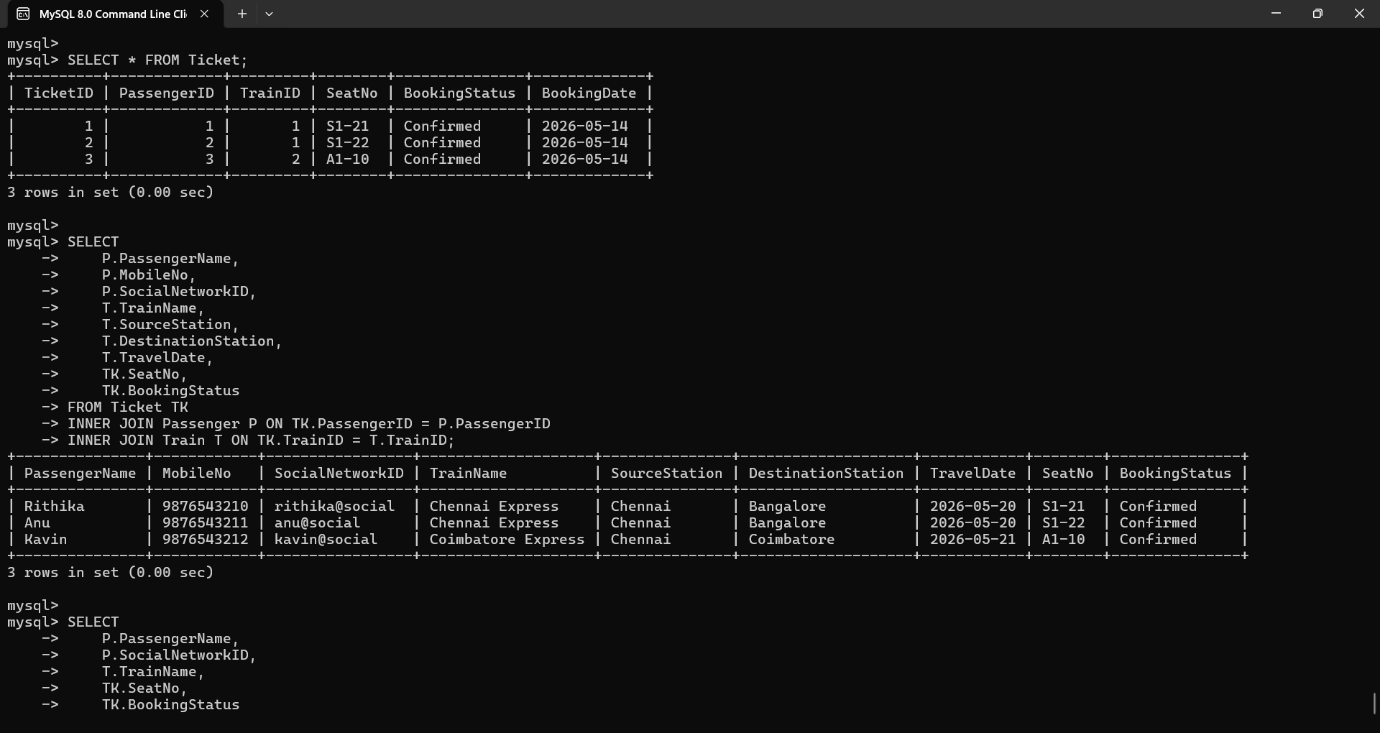 MySQL 8.0 Command Line Cli
mysql>
mysql> SELECT * FROM Ticket;
+----------+-------------+---------+--------+---------------+-------------+
| TicketID | PassengerID | TrainID | SeatNo | BookingStatus | BookingDate |
+----------+-------------+---------+--------+---------------+-------------+
|        1 |           1 |       1 | S1-21  | Confirmed     | 2026-05-14  |
|        2 |           2 |       1 | S1-22  | Confirmed     | 2026-05-14  |
|        3 |           3 |       2 | A1-10  | Confirmed     | 2026-05-14  |
+----------+-------------+---------+--------+---------------+-------------+
3 rows in set (0.00 sec)
mysql>
mysql> SELECT
    ->     P.PassengerName,
    ->     P.MobileNo,
    ->     P.SocialNetworkID,
    ->     T.TrainName,
    ->     T.SourceStation,
    ->     T.DestinationStation,
    ->     T.TravelDate,
    ->     TK.SeatNo,
    ->     TK.BookingStatus
    -> FROM Ticket TK
    -> INNER JOIN Passenger P ON TK.PassengerID = P.PassengerID
    -> INNER JOIN Train T ON TK.TrainID = T.TrainID;
+---------------+------------+-----------------+--------------------+---------------+--------------------+------------+--------+---------------+
| PassengerName | MobileNo   | SocialNetworkID | TrainName          | SourceStation | DestinationStation | TravelDate | SeatNo | BookingStatus |
+---------------+------------+-----------------+--------------------+---------------+--------------------+------------+--------+---------------+
| Rithika       | 9876543210 | rithika@social  | Chennai Express    | Chennai       | Bangalore          | 2026-05-20 | S1-21  | Confirmed     |
| Anu           | 9876543211 | anu@social      | Chennai Express    | Chennai       | Bangalore          | 2026-05-20 | S1-22  | Confirmed     |
| Kavin         | 9876543212 | kavin@social    | Coimbatore Express | Chennai       | Coimbatore         | 2026-05-21 | A1-10  | Confirmed     |
+---------------+------------+-----------------+--------------------+---------------+--------------------+------------+--------+---------------+
3 rows in set (0.00 sec)
mysql>
mysql> SELECT
    ->     P.PassengerName,
    ->     P.SocialNetworkID,
    ->     T.TrainName,
    ->     TK.SeatNo,
    ->     TK.BookingStatus